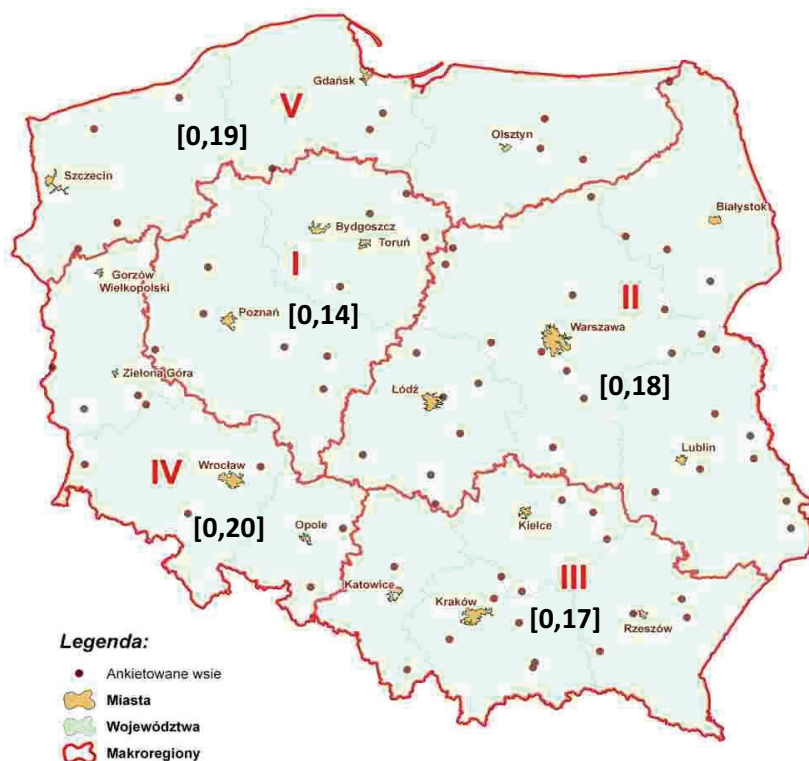 Gdańsk
V
[0,19]
Olsztyn
Szczecin
Białystok
Bydgoszcz
Toruń
I
Gorzów
Wielkopolski
II
Poznań
[0,14]
Warszawa
Zielona Góra
Łódź
[0,18]
Lublin
IV
Wrocław
[0,20]
Opole
Kielce
Katowice
III
Kraków
[0,17]
Rzeszów
Legenda:
Ankietowane wsie
Miasta
Województwa
Makroregiony